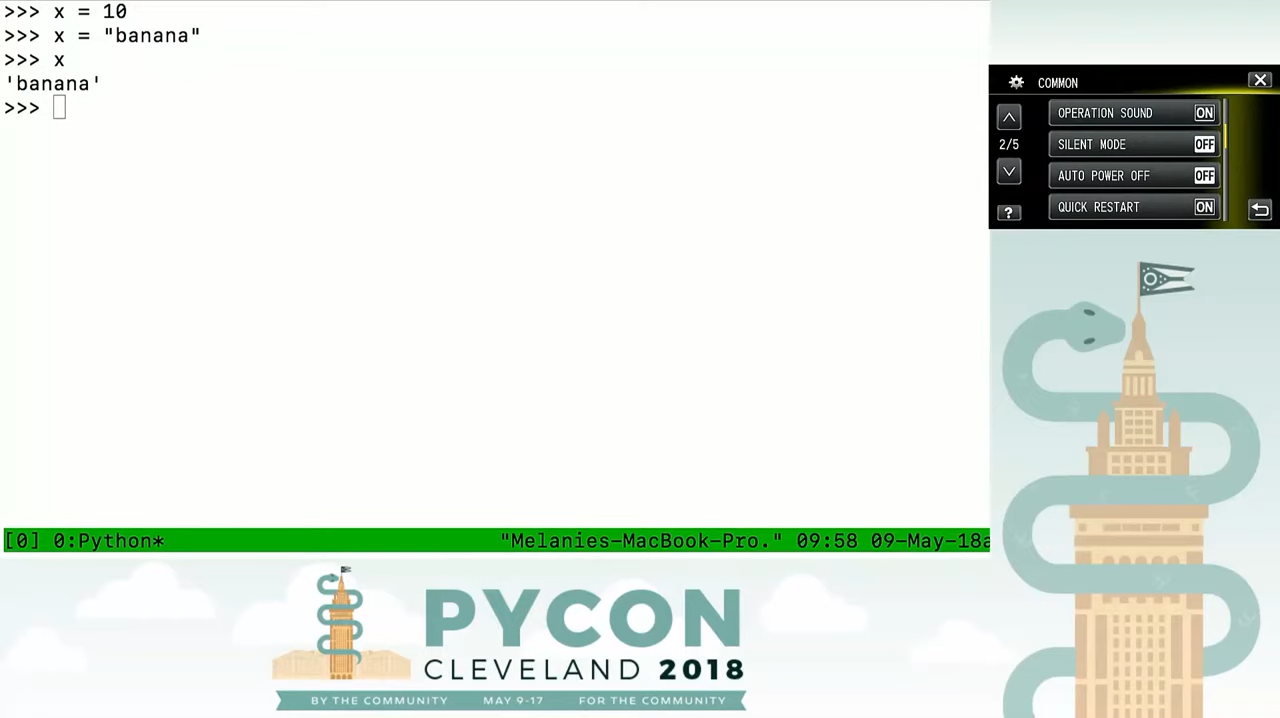 >>> x = 10
>>> x = "banana"
>>> x
'banana'
>>>
[0] 0:Python* "Melanies-MacBook-Pro." 09:58 09-May-18
COMMON
OPERATION SOUND ON
2/5
SILENT MODE OFF
AUTO POWER OFF OFF
QUICK RESTART ON
?
PYCON
CLEVELAND 2018
BY THE COMMUNITY MAY 9-17 FOR THE COMMUNITY